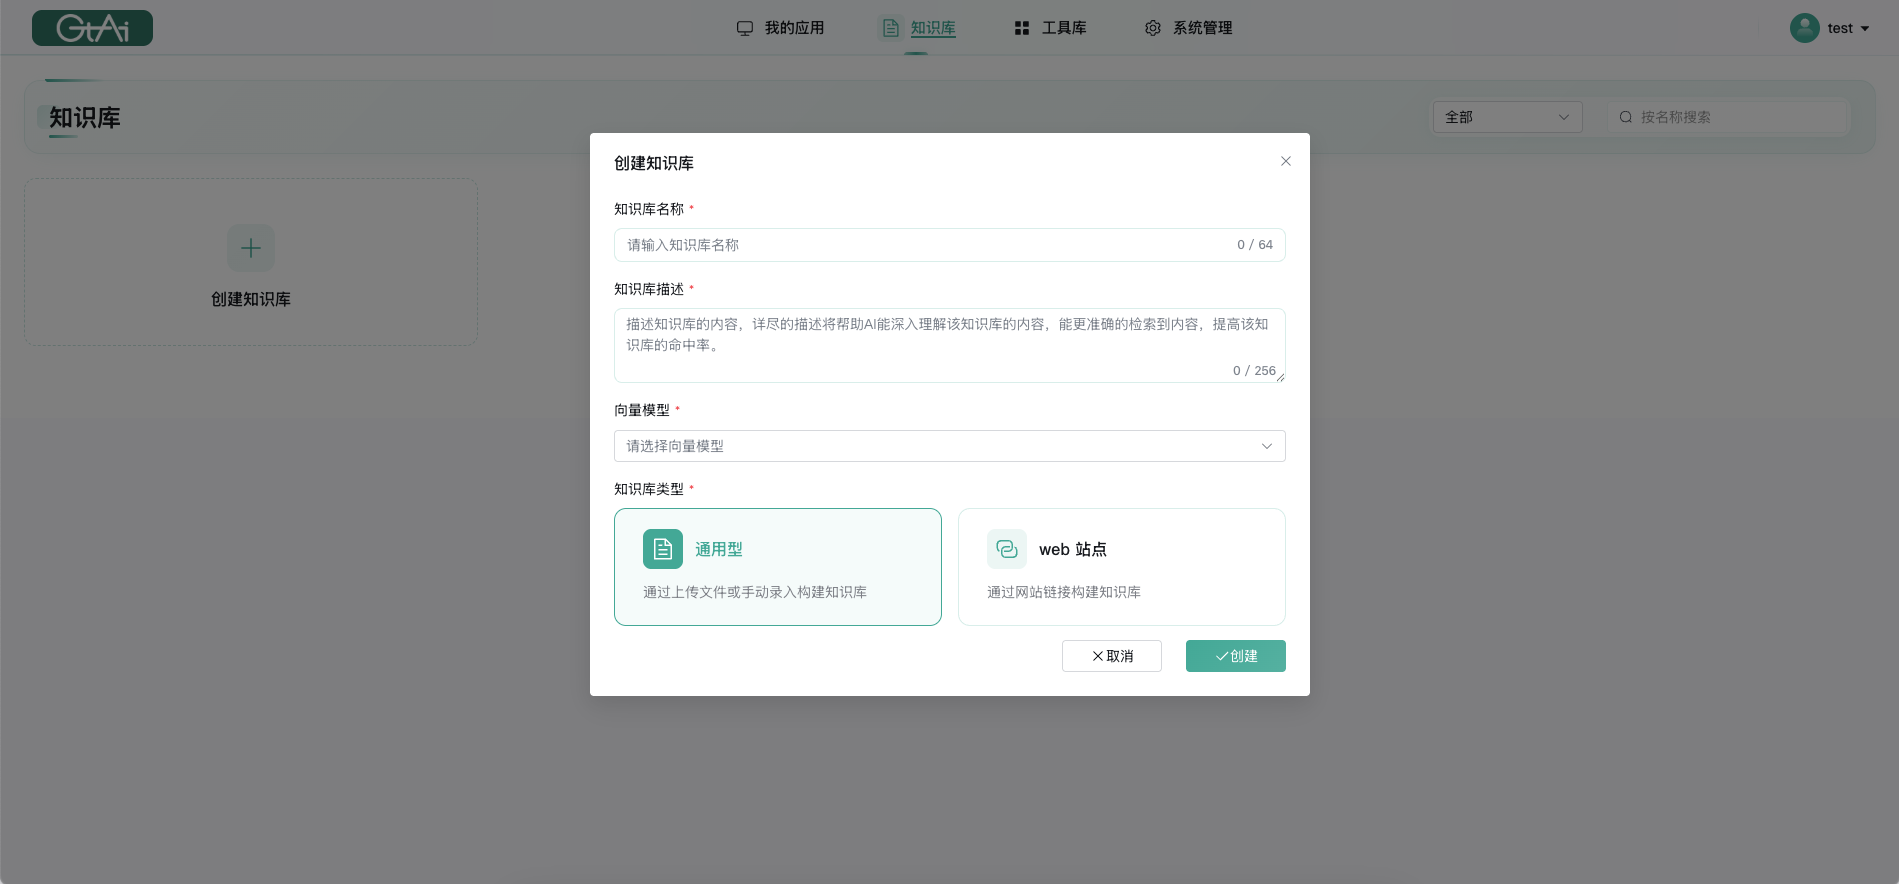 GtAi
我的应用
知识库
工具库
系统管理
test
知识库
全部
按名称搜索
创建知识库
创建知识库
知识库名称 *
请输入知识库名称
0 / 64
知识库描述 *
描述知识库的内容，详尽的描述将帮助AI能深入理解该知识库的内容，能更准确的检索到内容，提高该知
识库的命中率。
0 / 256
向量模型 *
请选择向量模型
知识库类型 *
通用型
通过上传文件或手动录入构建知识库
web 站点
通过网站链接构建知识库
取消
创建